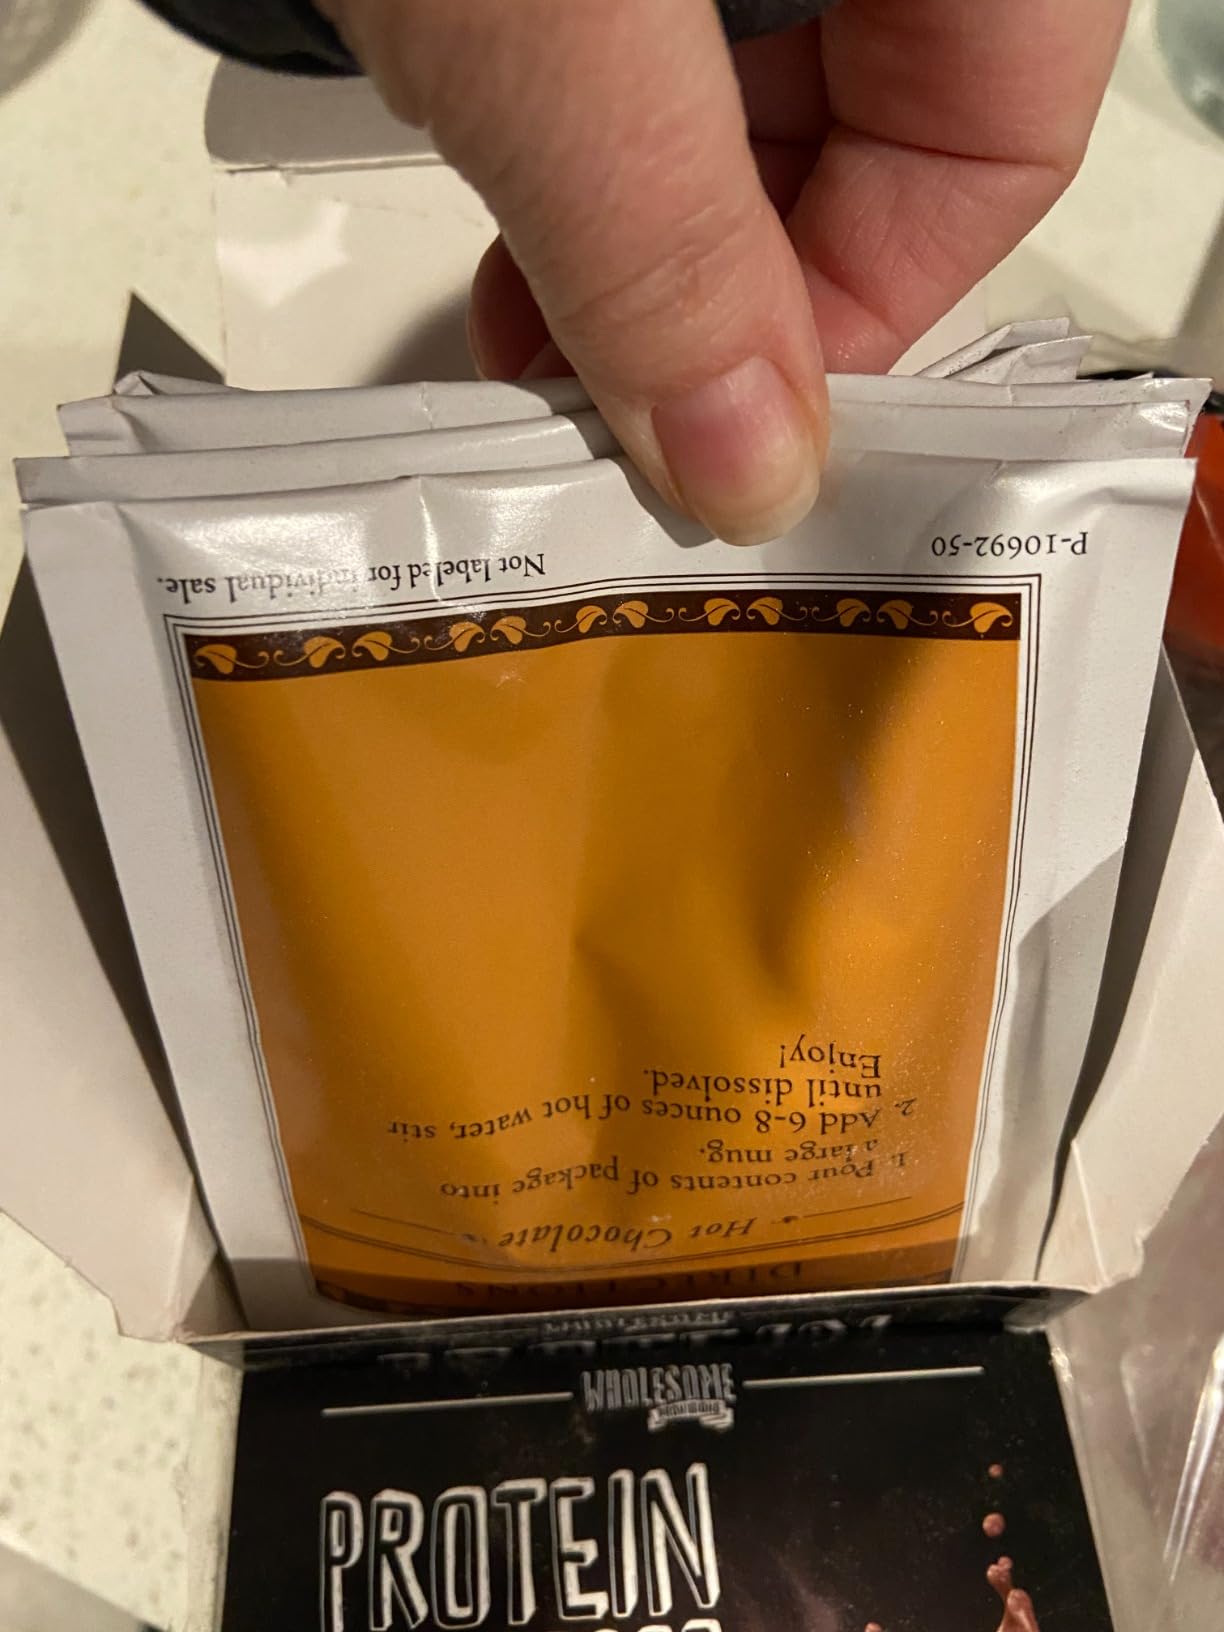 P-10692-50
Not labeled for individual sale.
DIRECTIONS
Hot Chocolate
1. Pour contents of package into
a large mug.
2. Add 6-8 ounces of hot water, stir
until dissolved.
Enjoy!
WHOLESOME
PROTEIN